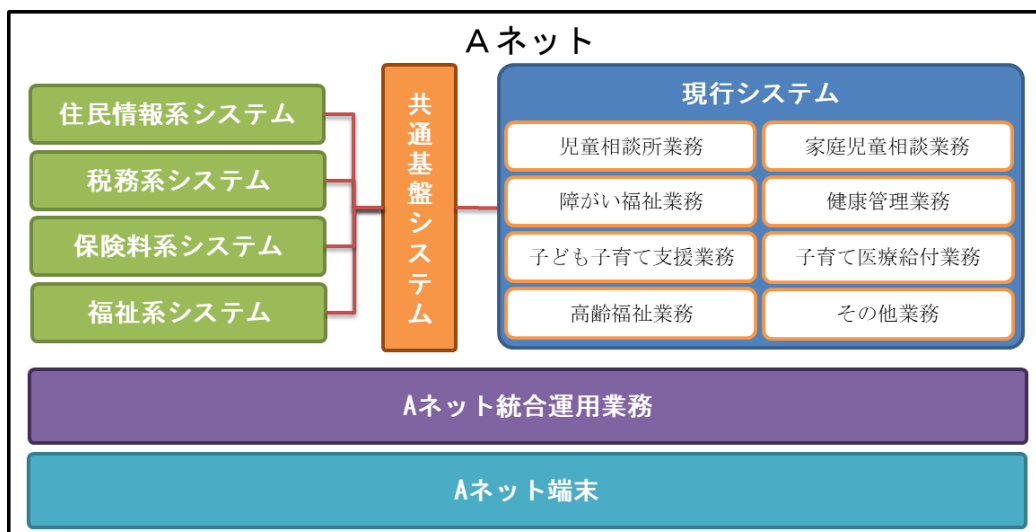 Aネット
住民情報系システム
税務系システム
保険料系システム
福祉系システム
共通基盤システム
現行システム
児童相談所業務
家庭児童相談業務
障がい福祉業務
健康管理業務
子ども子育て支援業務
子育て医療給付業務
高齢福祉業務
その他業務
Aネット統合運用業務
Aネット端末